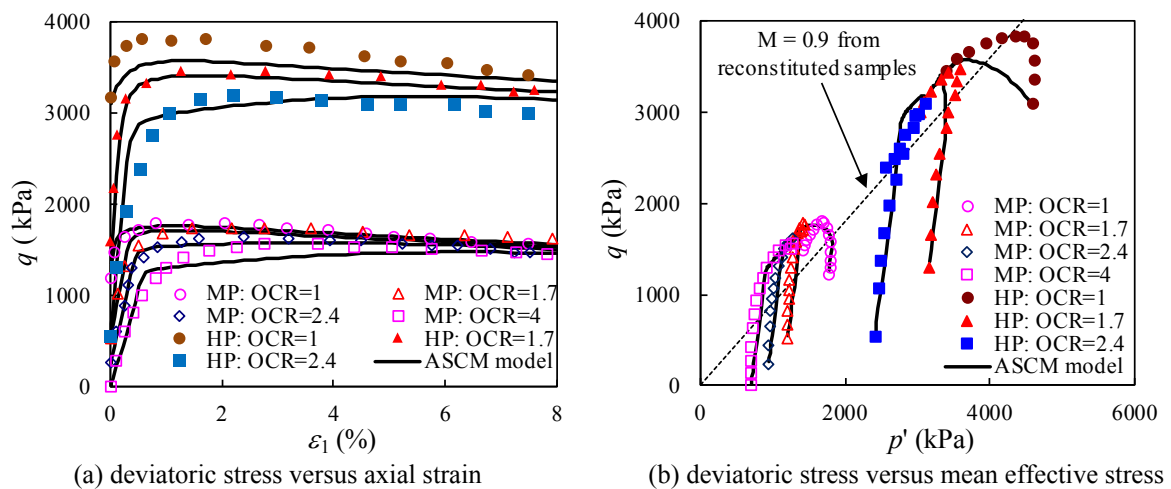 4000
3000
2000
1000
0
q (kPa)
0 2 4 6 8
ε1 (%)
MP: OCR=1
MP: OCR=1.7
MP: OCR=2.4
MP: OCR=4
HP: OCR=1
HP: OCR=1.7
HP: OCR=2.4
ASCM model
(a) deviatoric stress versus axial strain
4000
3000
2000
1000
0
q (kPa)
0 2000 4000 6000
p' (kPa)
M = 0.9 from
reconstituted samples
MP: OCR=1
MP: OCR=1.7
MP: OCR=2.4
MP: OCR=4
HP: OCR=1
HP: OCR=1.7
HP: OCR=2.4
ASCM model
(b) deviatoric stress versus mean effective stress